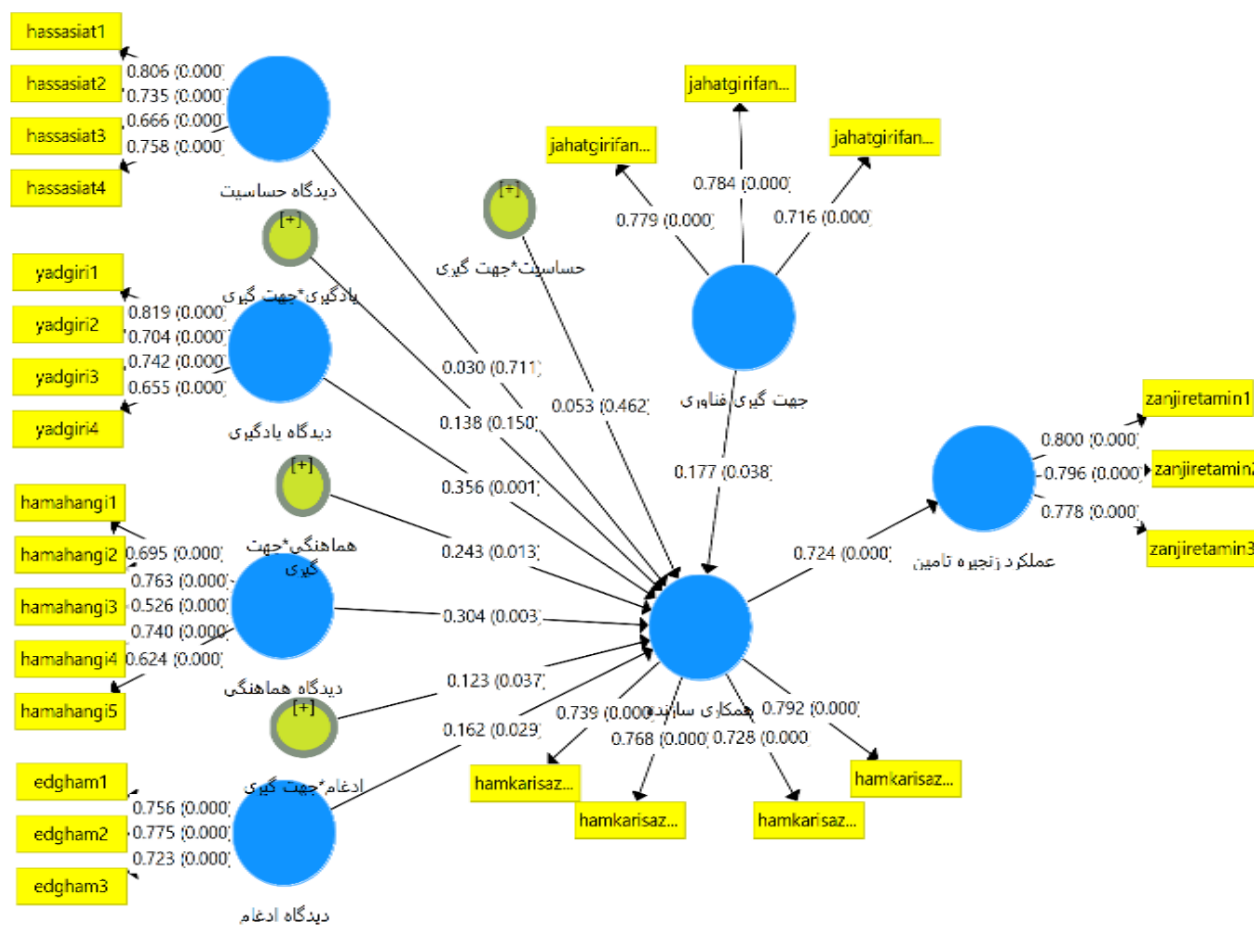 hassasiat1
hassasiat2
hassasiat3
hassasiat4
0.806 (0.000)
0.735 (0.000)
0.666 (0.000)
0.758 (0.000)
دیدگاه حساسیت
[+]
یادگیری*جهت گیری
yadgiri1
yadgiri2
yadgiri3
yadgiri4
0.819 (0.000)
0.704 (0.000)
0.742 (0.000)
0.655 (0.000)
دیدگاه یادگیری
[+]
هماهنگی*جهت
گیری
hamahangi1
hamahangi2
hamahangi3
hamahangi4
hamahangi5
0.695 (0.000)
0.763 (0.000)
0.526 (0.000)
0.740 (0.000)
0.624 (0.000)
دیدگاه هماهنگی
[+]
ادغام*جهت گیری
edgham1
edgham2
edgham3
0.756 (0.000)
0.775 (0.000)
0.723 (0.000)
دیدگاه ادغام
[+]
حساسیت*جهت گیری
jahatgirifan...
jahatgirifan...
jahatgirifan...
0.779 (0.000)
0.784 (0.000)
0.716 (0.000)
جهت گیری فناوری
0.030 (0.711)
0.053 (0.462)
0.138 (0.150)
0.177 (0.038)
0.356 (0.001)
0.243 (0.013)
0.304 (0.003)
0.123 (0.037)
0.162 (0.029)
0.724 (0.000)
همکاری سازنده
0.739 (0.000)
0.768 (0.000)
0.728 (0.000)
0.792 (0.000)
hamkarisaz...
hamkarisaz...
hamkarisaz...
hamkarisaz...
عملکرد زنجیره تامین
0.800 (0.000)
0.796 (0.000)
0.778 (0.000)
zanjiretamin1
zanjiretamin2
zanjiretamin3